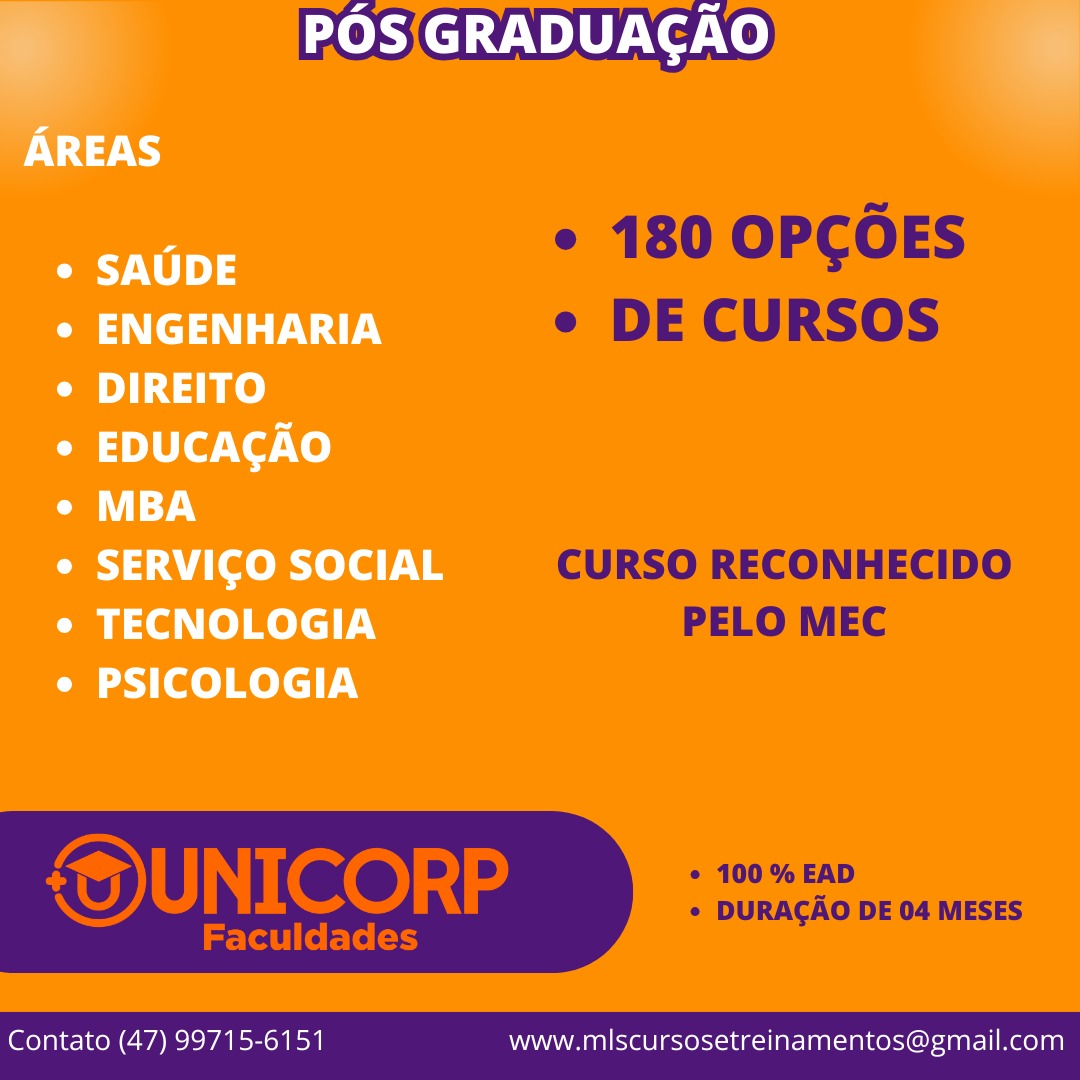 PÓS GRADUAÇÃO
ÁREAS
• SAÚDE
• ENGENHARIA
• DIREITO
• EDUCAÇÃO
• MBA
• SERVIÇO SOCIAL
• TECNOLOGIA
• PSICOLOGIA
• 180 OPÇÕES
• DE CURSOS
CURSO RECONHECIDO
PELO MEC
UNICORP
Faculdades
• 100 % EAD
• DURAÇÃO DE 04 MESES
Contato (47) 99715-6151
www.mlscursosetreinamentos@gmail.com